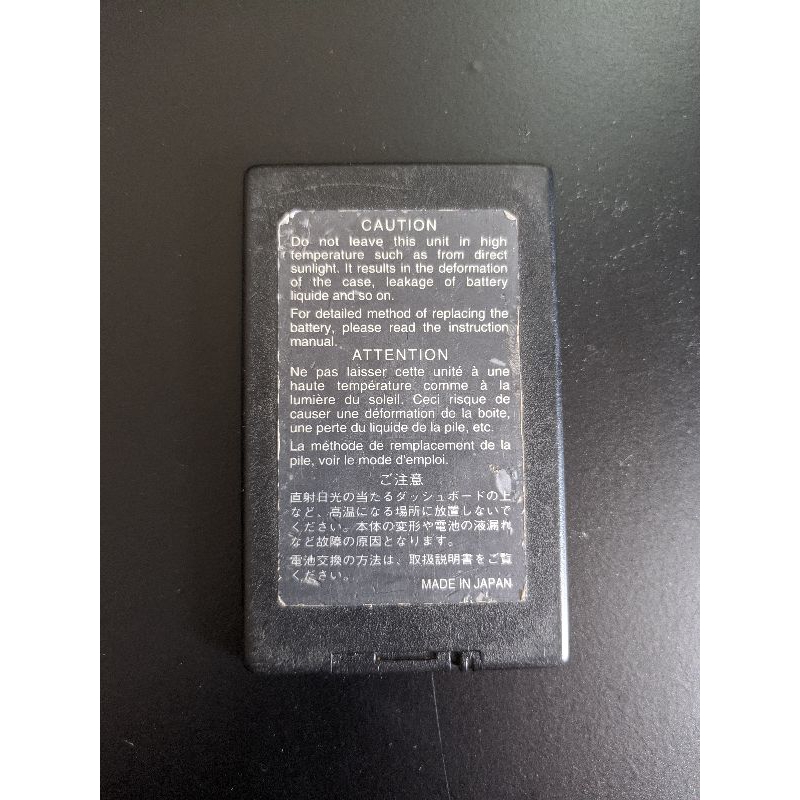 CAUTION
Do not leave this unit in high
temperature such as from direct
sunlight. It results in the deformation
of the case, leakage of battery
liquide and so on.
For detailed method of replacing the
battery, please read the instruction
manual.
ATTENTION
Ne pas laisser cette unité à une
haute température comme à la
lumière du soleil. Ceci risque de
causer une déformation de la boite,
une perte du liquide de la pile, etc.
La méthode de remplacement de la
pile, voir le mode d'emploi.
ご注意
直射日光の当たるダッシュボードの上
など、高温になる場所に放置しないで
ください。本体の変形や電池の液漏れ
など故障の原因となります。
電池交換の方法は、取扱説明書をご覧
ください。
MADE IN JAPAN